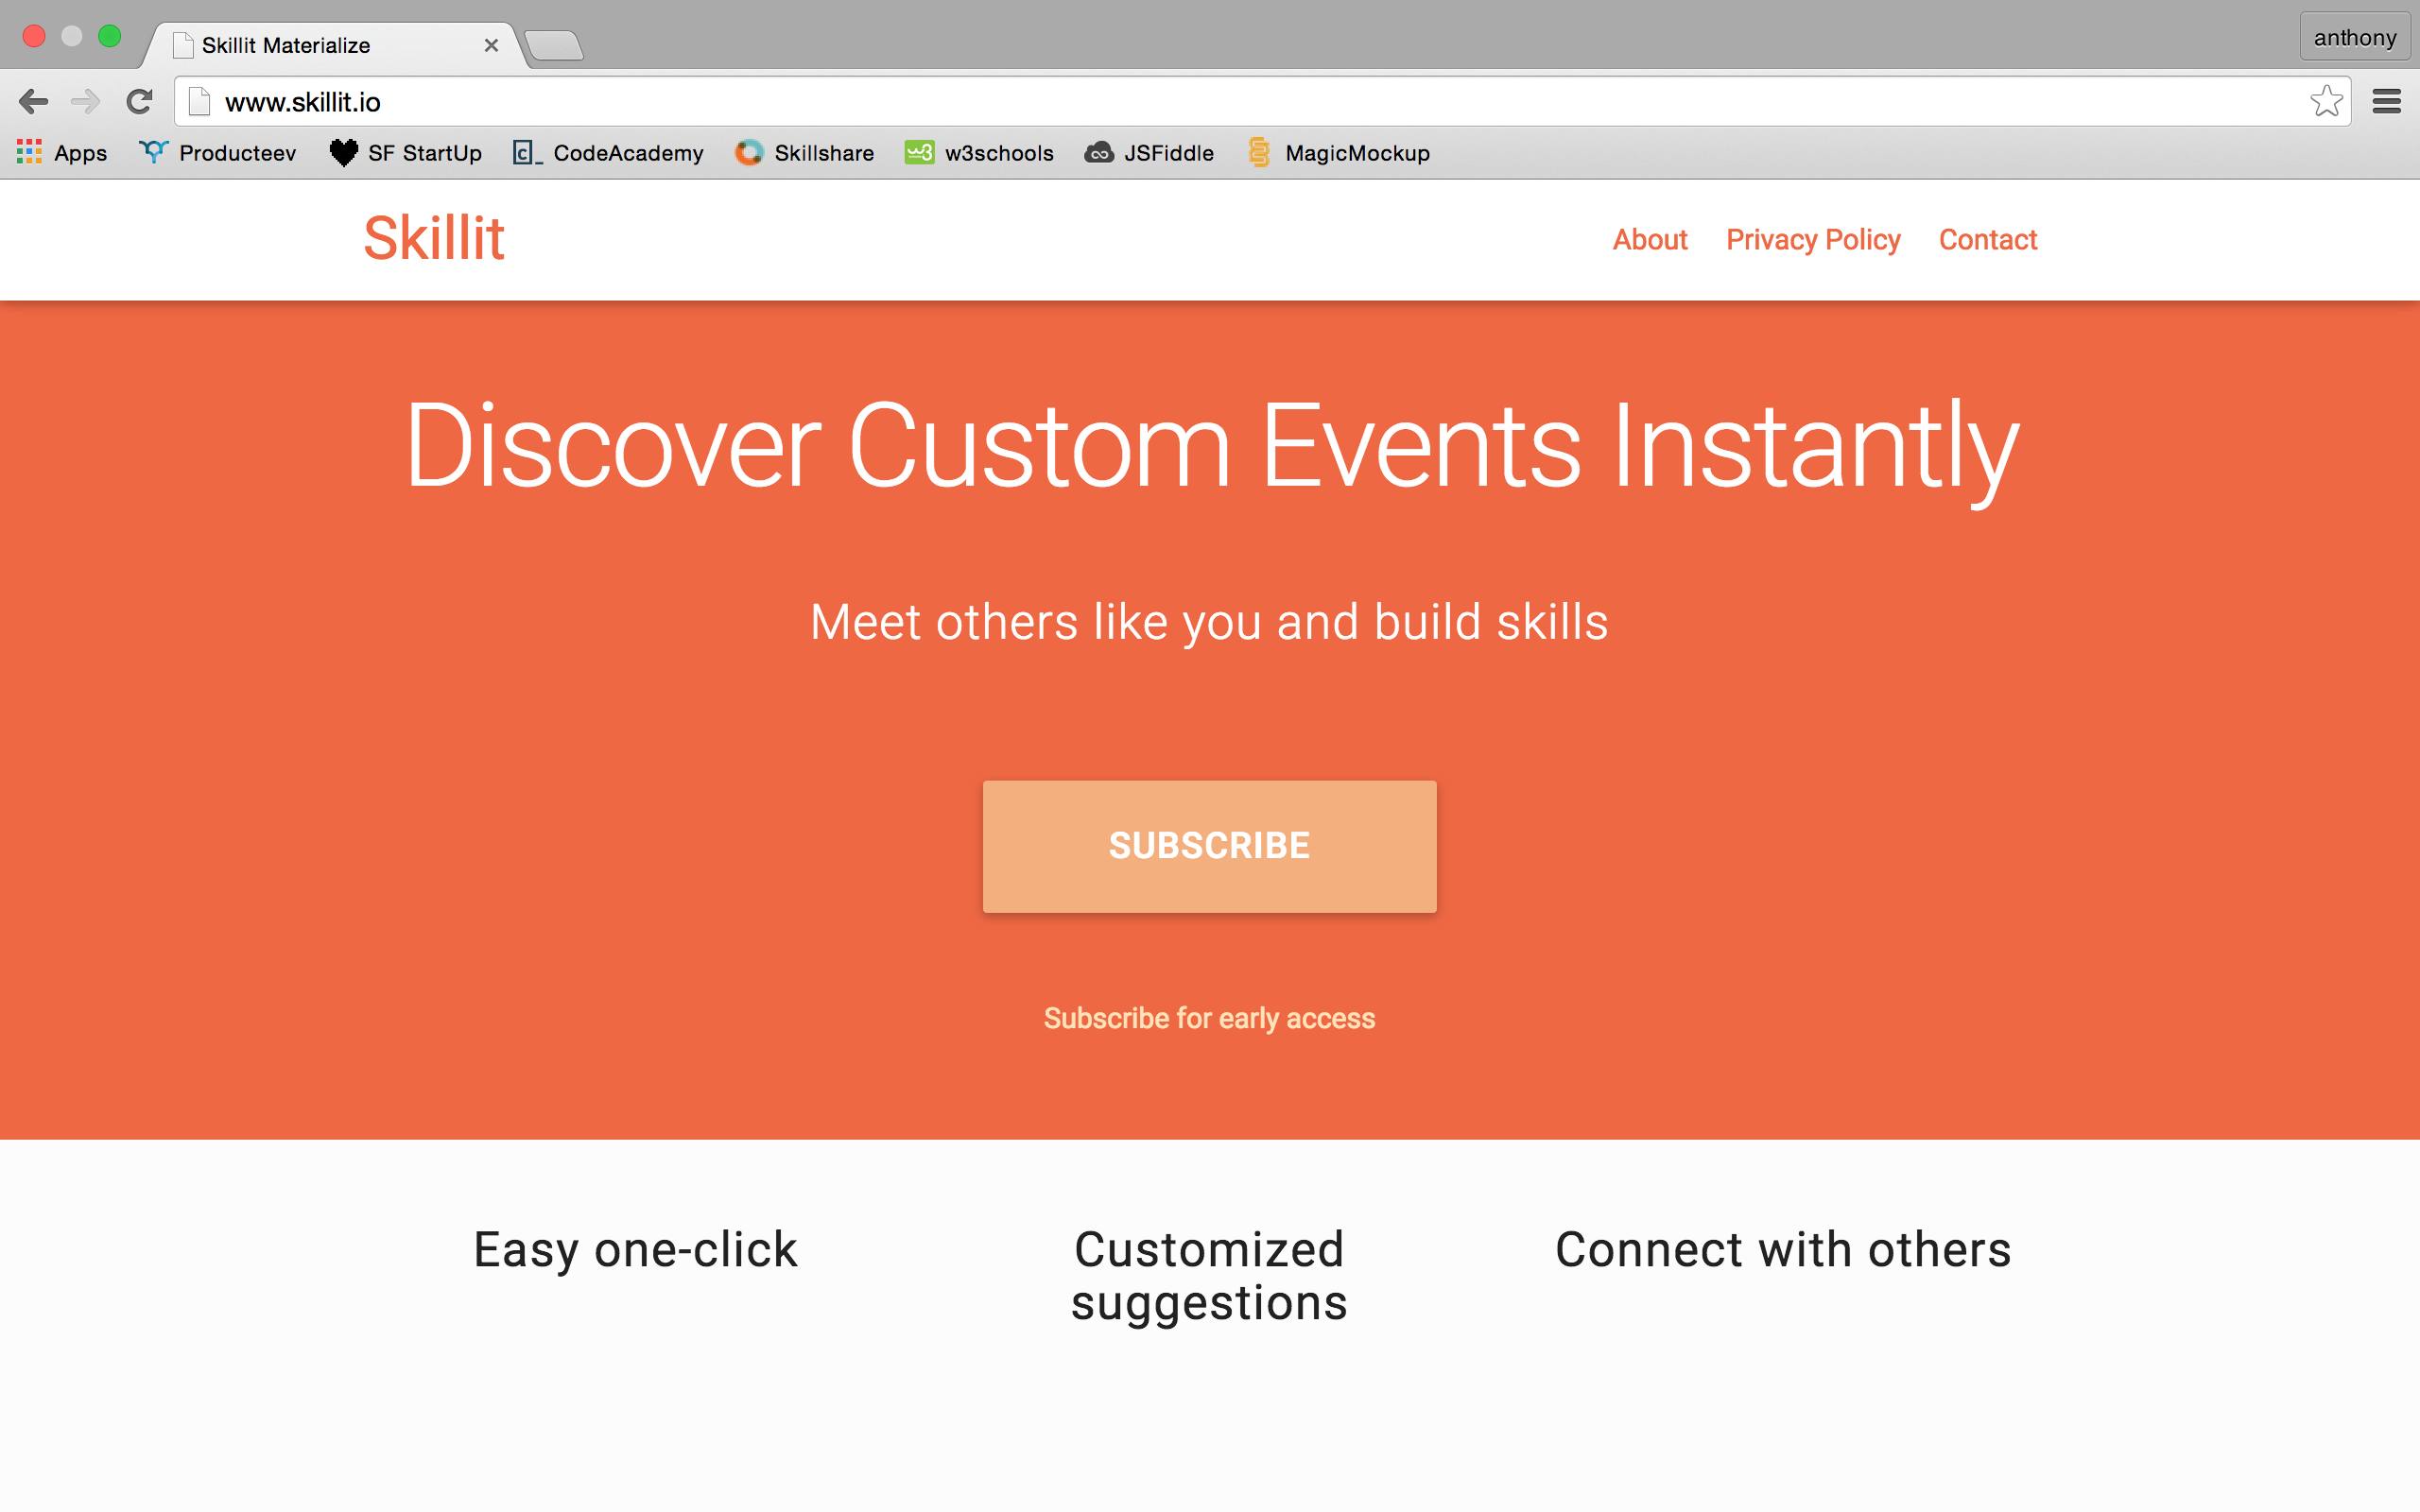 Skillit Materialize
anthony
www.skillit.io
Apps Producteev SF StartUp CodeAcademy Skillshare w3schools JSFiddle MagicMockup
Skillit About Privacy Policy Contact
Discover Custom Events Instantly
Meet others like you and build skills
SUBSCRIBE
Subscribe for early access
Easy one-click
Customized
suggestions
Connect with others